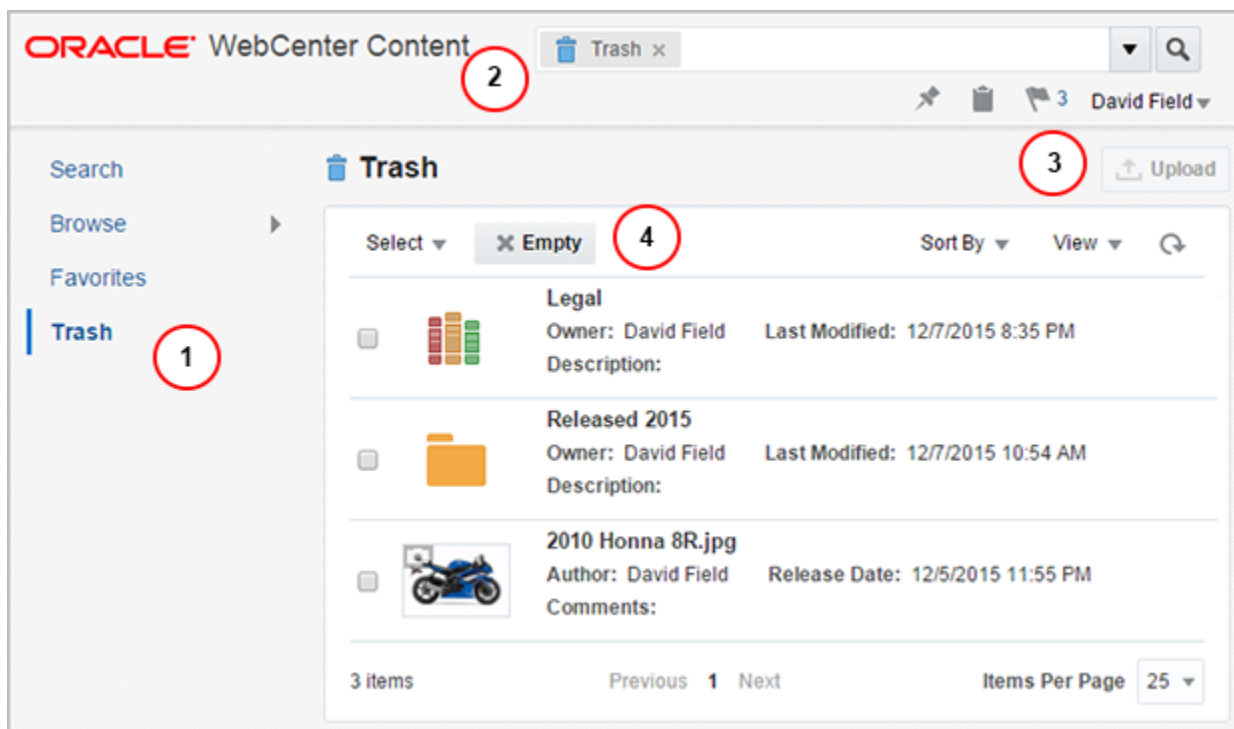 ORACLE® WebCenter Content
2
Trash ×
3 David Field
Search
Browse
Favorites
Trash
1
Trash
3
Upload
Select
Empty
4
Sort By
View
Legal
Owner: David Field Last Modified: 12/7/2015 8:35 PM
Description:
Released 2015
Owner: David Field Last Modified: 12/7/2015 10:54 AM
Description:
2010 Honna 8R.jpg
Author: David Field Release Date: 12/5/2015 11:55 PM
Comments:
3 items
Previous 1 Next
Items Per Page 25